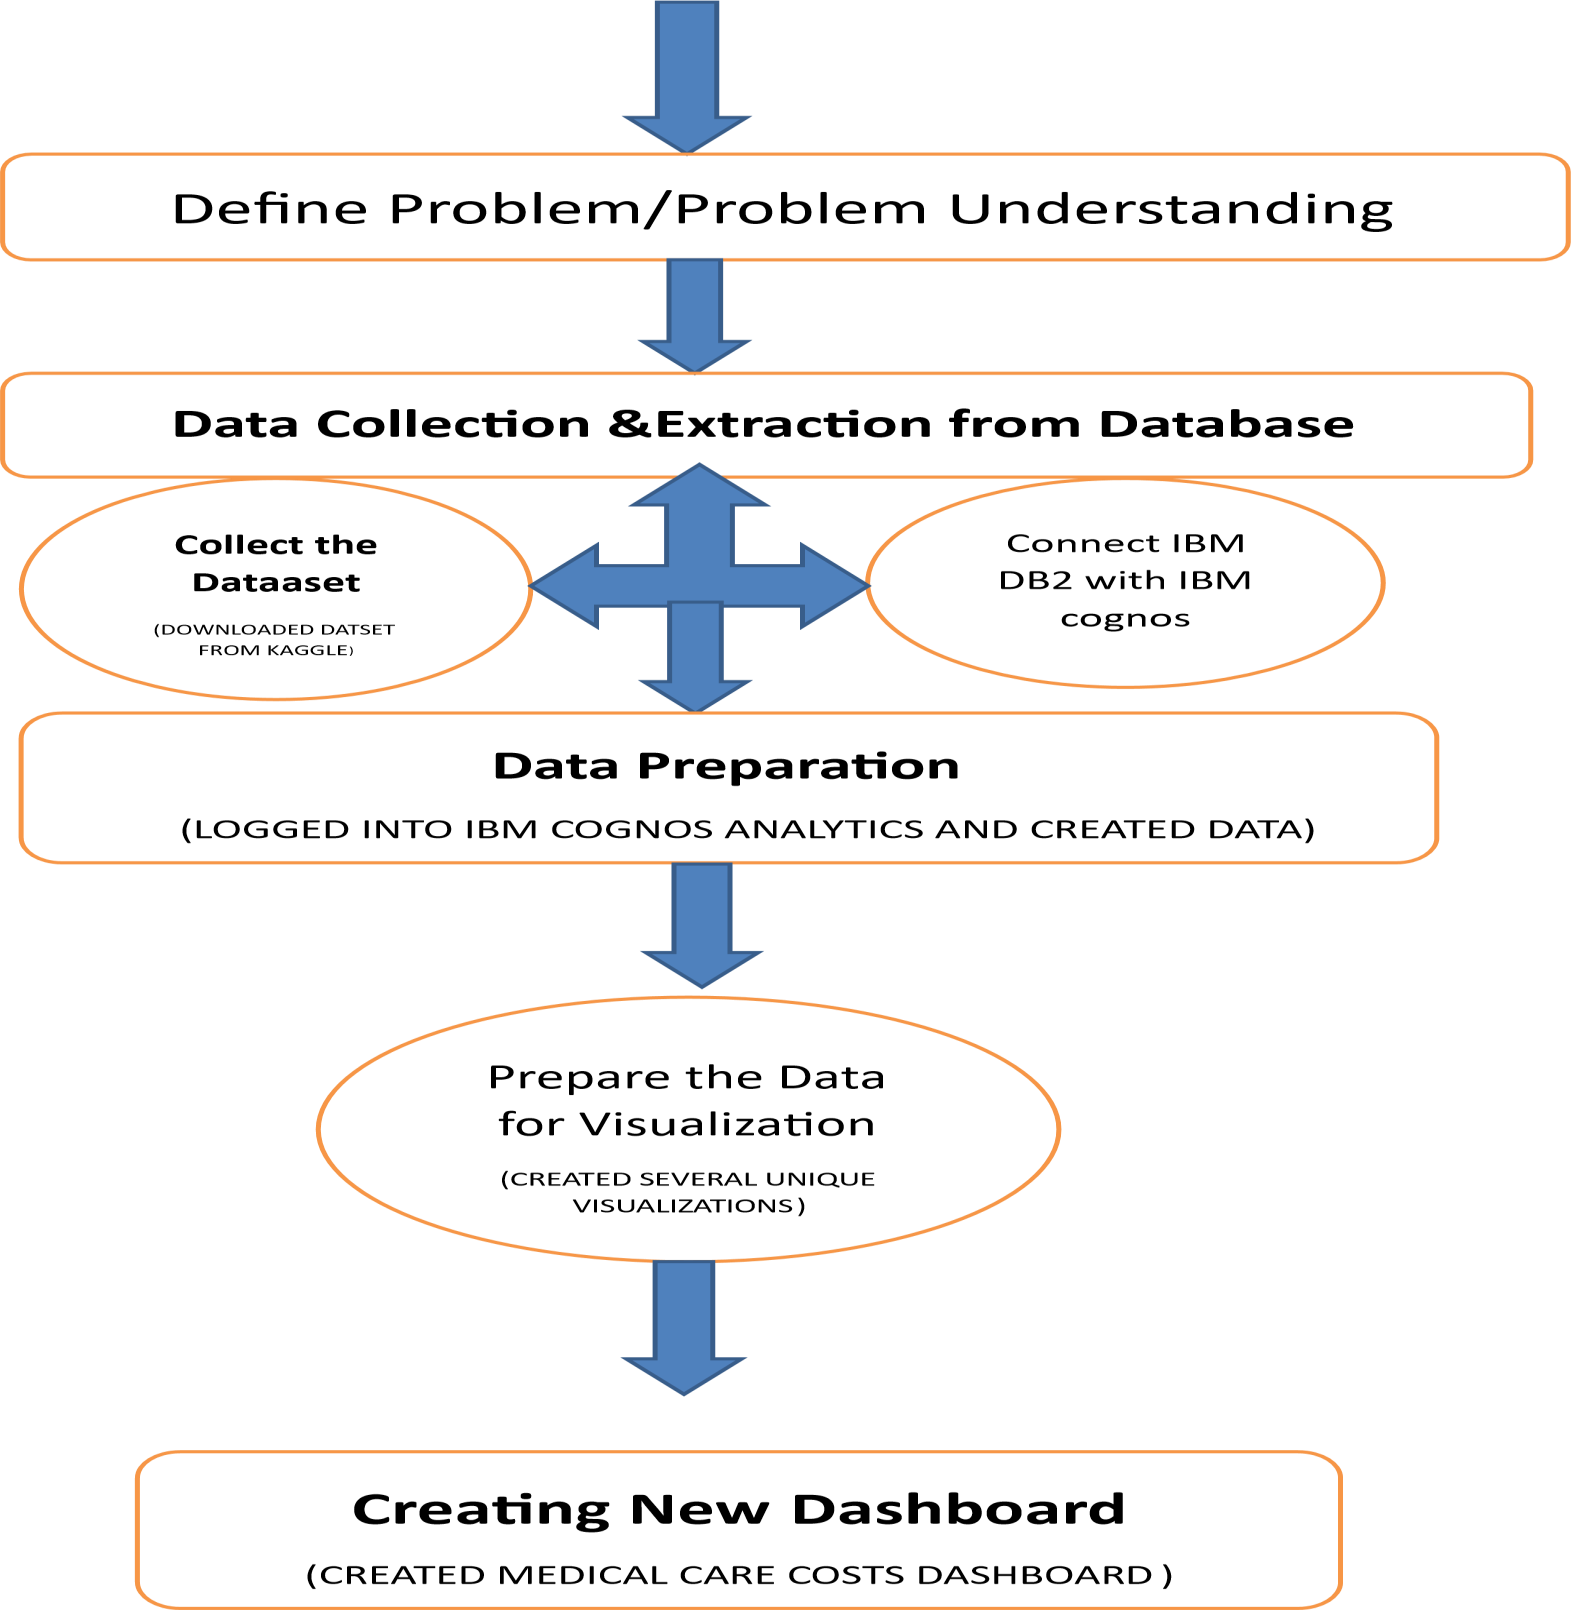 Define Problem/Problem Understanding
Data Collection &Extraction from Database
Collect the
Dataaset
(DOWNLOADED DATSET
FROM KAGGLE)
Connect IBM
DB2 with IBM
cognos
Data Preparation
(LOGGED INTO IBM COGNOS ANALYTICS AND CREATED DATA)
Prepare the Data
for Visualization
(CREATED SEVERAL UNIQUE
VISUALIZATIONS)
Creating New Dashboard
(CREATED MEDICAL CARE COSTS DASHBOARD )